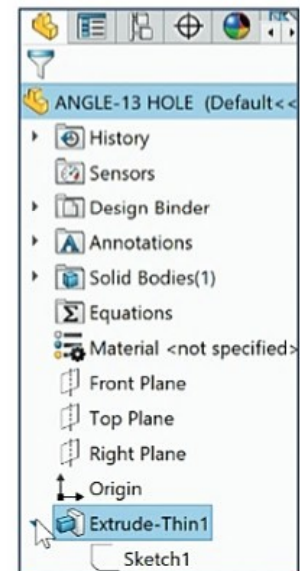 ANGLE-13 HOLE (Default<<
History
Sensors
Design Binder
Annotations
Solid Bodies(1)
Equations
Material <not specified>
Front Plane
Top Plane
Right Plane
Origin
Extrude-Thin1
Sketch1